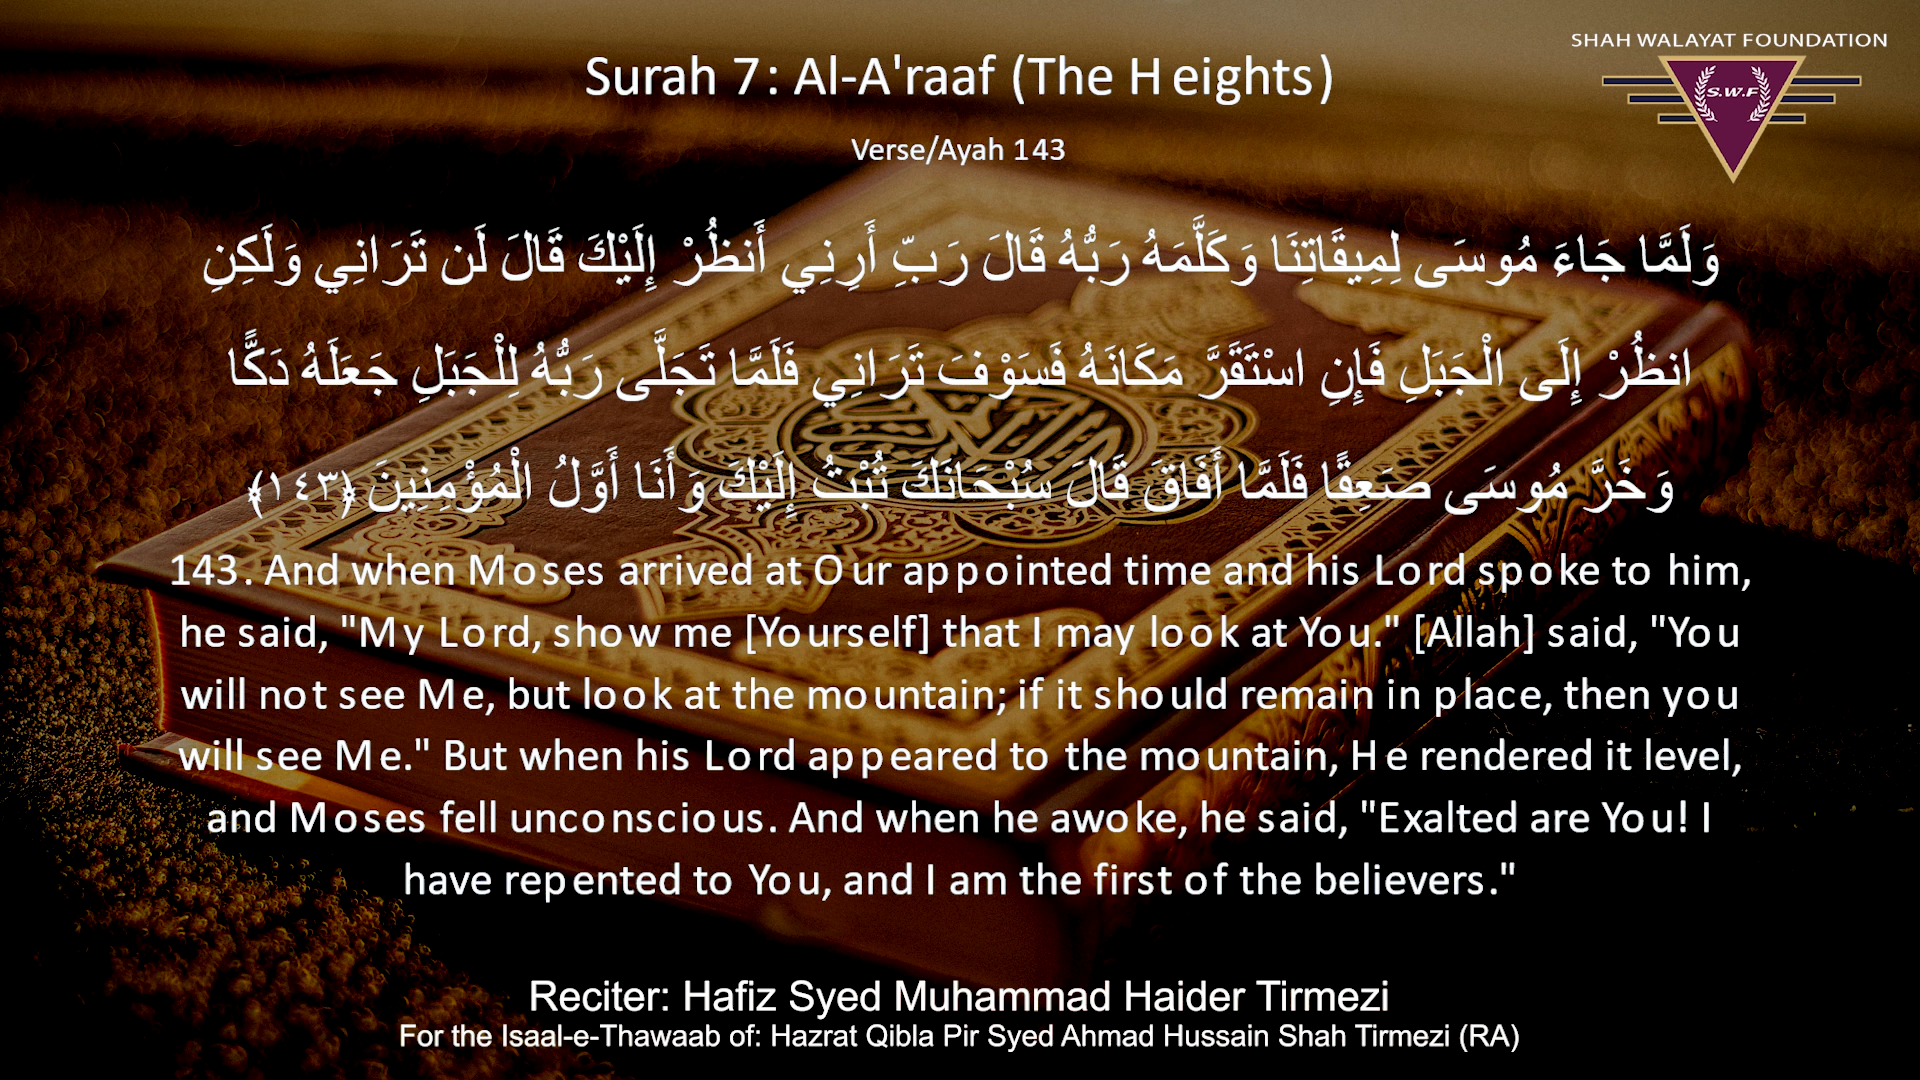 SHAH WALAYAT FOUNDATION
S.W.F
Surah 7: Al-A'raaf (The Heights)
Verse/Ayah 143
وَلَمَّا جَاءَ مُوسَى لِمِيقَاتِنَا وَكَلَّمَهُ رَبُّهُ قَالَ رَبِّ أَرِنِي أَنظُرْ إِلَيْكَ قَالَ لَن تَرَانِي وَلَكِنِ
انظُرْ إِلَى الْجَبَلِ فَإِنِ اسْتَقَرَّ مَكَانَهُ فَسَوْفَ تَرَانِي فَلَمَّا تَجَلَّى رَبُّهُ لِلْجَبَلِ جَعَلَهُ دَكًّا
وَخَرَّ مُوسَى صَعِقًا فَلَمَّا أَفَاقَ قَالَ سُبْحَانَكَ تُبْتُ إِلَيْكَ وَأَنَا أَوَّلُ الْمُؤْمِنِينَ ﴿١٤٣﴾
143. And when Moses arrived at Our appointed time and his Lord spoke to him,
he said, "My Lord, show me [Yourself] that I may look at You." [Allah] said, "You
will not see Me, but look at the mountain; if it should remain in place, then you
will see Me." But when his Lord appeared to the mountain, He rendered it level,
and Moses fell unconscious. And when he awoke, he said, "Exalted are You! I
have repented to You, and I am the first of the believers."
Reciter: Hafiz Syed Muhammad Haider Tirmezi
For the Isaal-e-Thawaab of: Hazrat Qibla Pir Syed Ahmad Hussain Shah Tirmezi (RA)